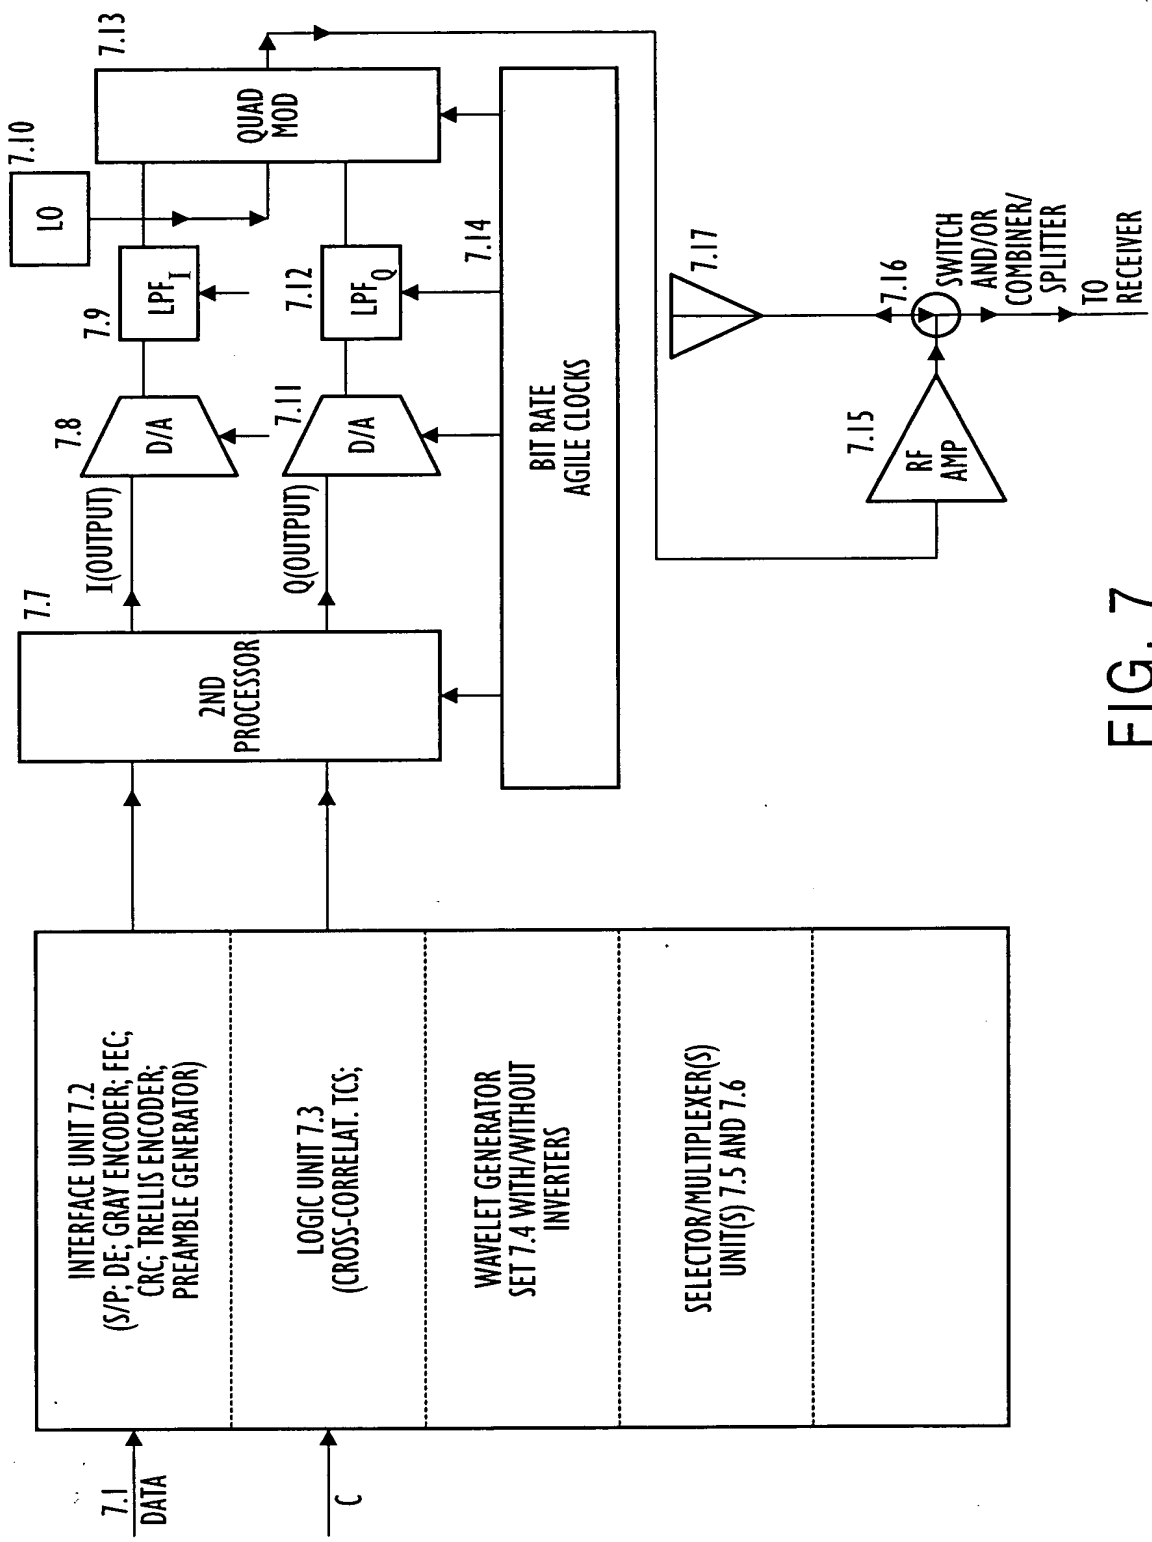 7.1
DATA
C
INTERFACE UNIT 7.2
(S/P; DE; GRAY ENCODER; FEC;
CRC; TRELLIS ENCODER;
PREAMBLE GENERATOR)
LOGIC UNIT 7.3
(CROSS-CORRELAT. TCS;
WAVELET GENERATOR
SET 7.4 WITH/WITHOUT
INVERTERS
SELECTOR/MULTIPLEXER(S)
UNIT(S) 7.5 AND 7.6
7.7
2ND
PROCESSOR
I(OUTPUT)
Q(OUTPUT)
7.8
D/A
7.11
D/A
7.9
LPF I
7.12
LPF Q
7.10
LO
7.13
QUAD
MOD
7.14
BIT RATE
AGILE CLOCKS
7.15
RF
AMP
7.16
SWITCH
AND/OR
COMBINER/
SPLITTER
7.17
TO
RECEIVER
FIG. 7